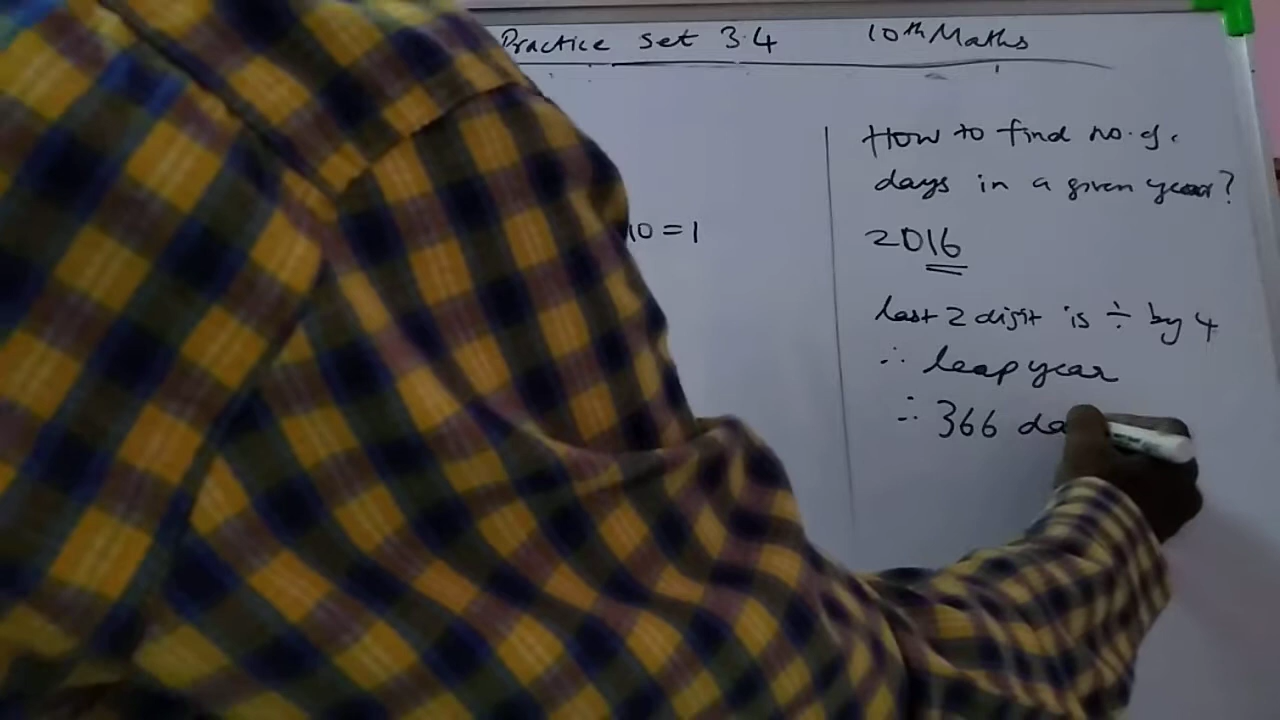 Practice set 3.4 10th Maths
10 = 1
How to find no. of.
days in a given year?
2016
last 2 digit is ÷ by 4
∴ leap year
∴ 366 da